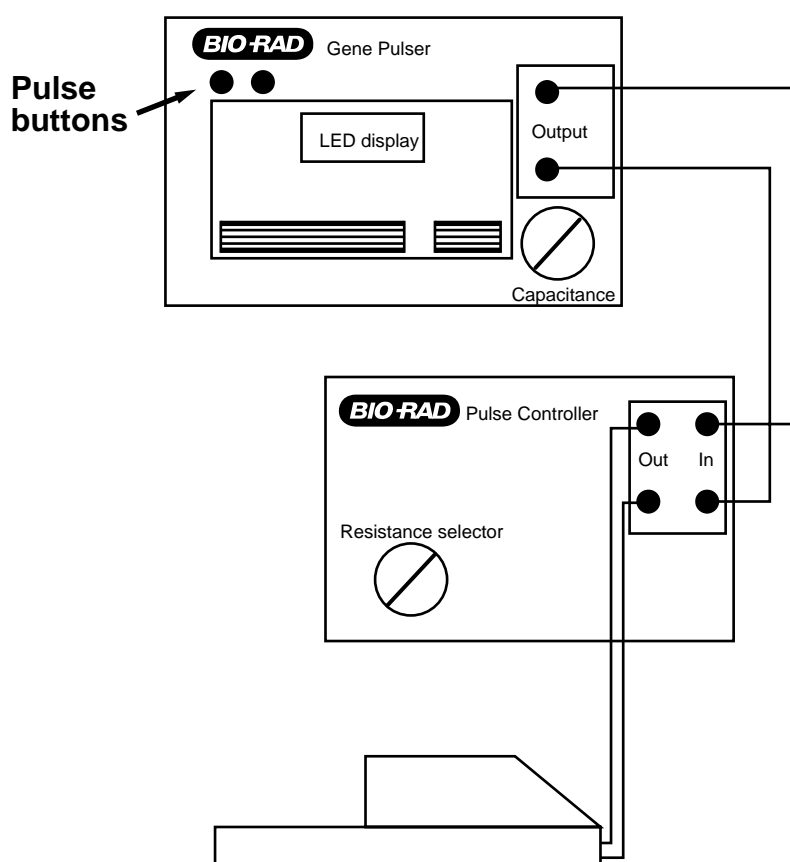 BIO-RAD Gene Pulser
Pulse
buttons
LED display
Output
Capacitance
BIO-RAD Pulse Controller
Out In
Resistance selector